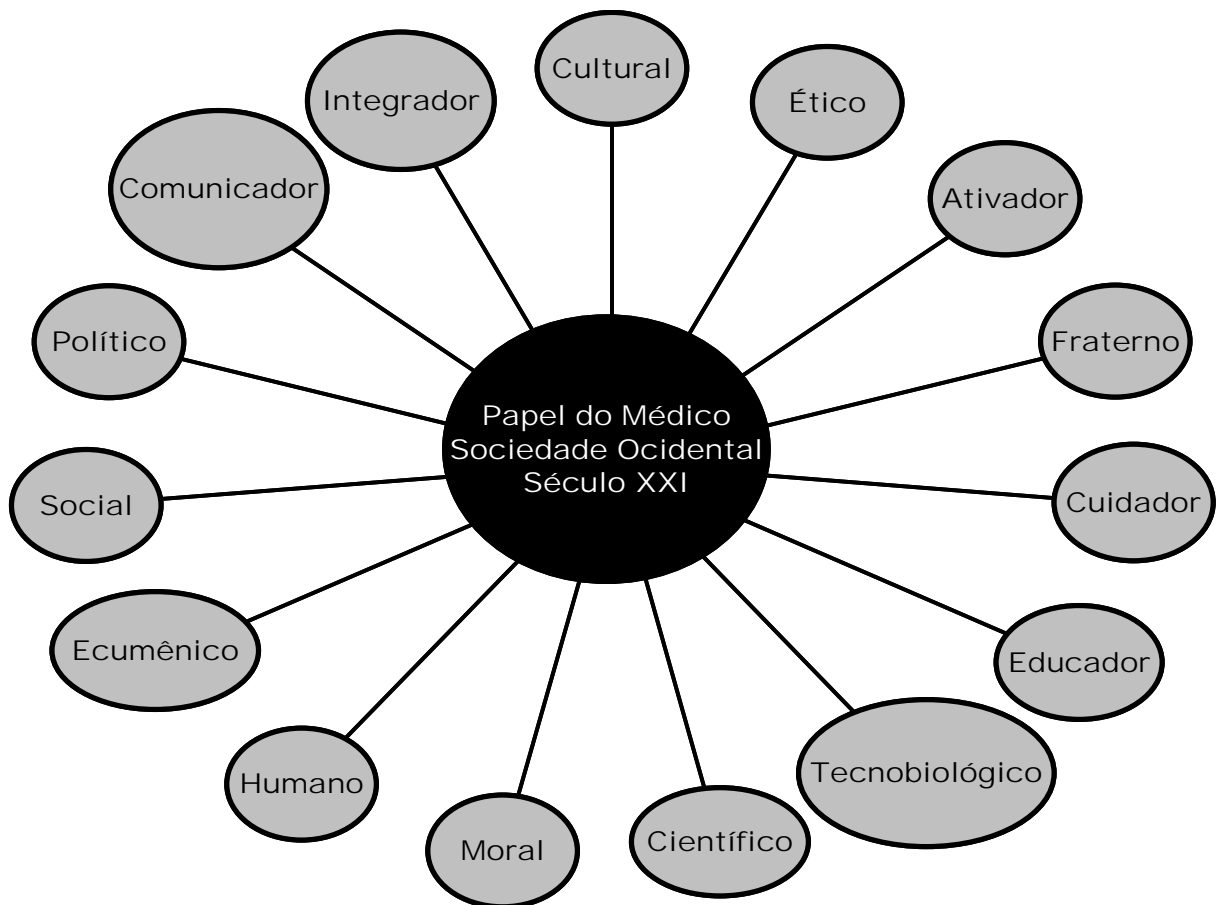 Cultural
Ético
Integrador
Ativador
Comunicador
Político
Fraterno
Papel do Médico
Sociedade Ocidental
Século XXI
Social
Cuidador
Ecumênico
Educador
Tecnobiológico
Humano
Científico
Moral